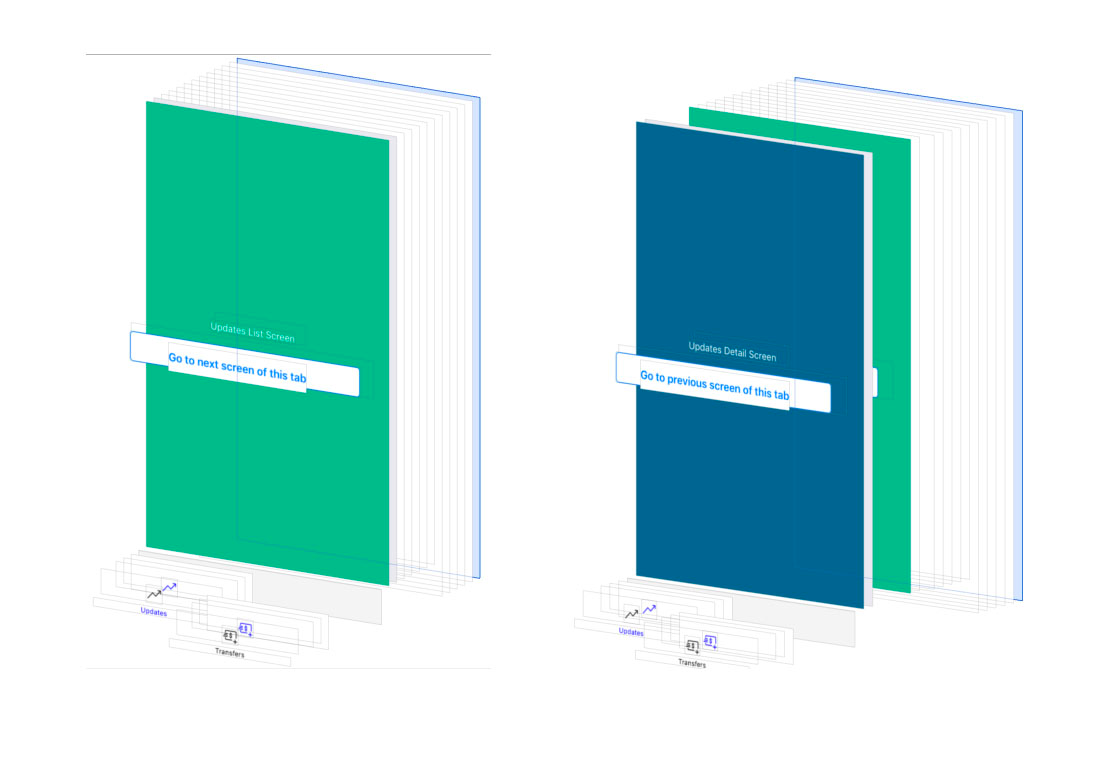 Updates List Screen
Go to next screen of this tab
Updates
Transfers
Updates Detail Screen
Go to previous screen of this tab
Updates
Transfers